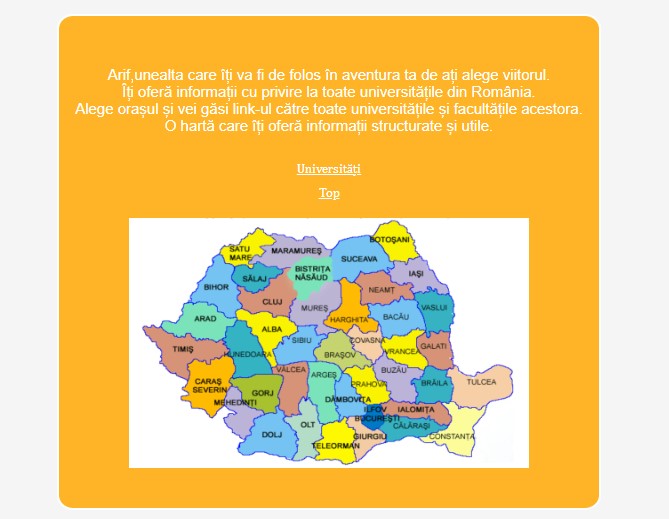 Arif,unealta care îți va fi de folos în aventura ta de ați alege viitorul.
Îți oferă informații cu privire la toate universitățile din România.
Alege orașul și vei găsi link-ul către toate universitățile și facultățile acestora.
O hartă care îți oferă informații structurate și utile.
Universități
Top
BOTOȘANI
SATU
MARE
MARAMUREȘ
SUCEAVA
BISTRIȚA
NĂSĂUD
IAȘI
SĂLAJ
BIHOR
NEAMȚ
CLUJ
MUREȘ
VASLUI
HARGHITA
BACĂU
ARAD
ALBA
COVASNA
SIBIU
TIMIȘ
GALATI
VRANCEA
HUNEDOARA
BRAȘOV
VÂLCEA
BUZĂU
ARGEȘ
CARAȘ
SEVERIN
PRAHOVA
BRĂILA
TULCEA
GORJ
MEHEDINȚI
DÂMBOVIȚA
ILFOV
IALOMIȚA
BUCUREȘTI
OLT
CĂLĂRAȘI
DOLJ
GIURGIU
CONSTANȚA
TELEORMAN